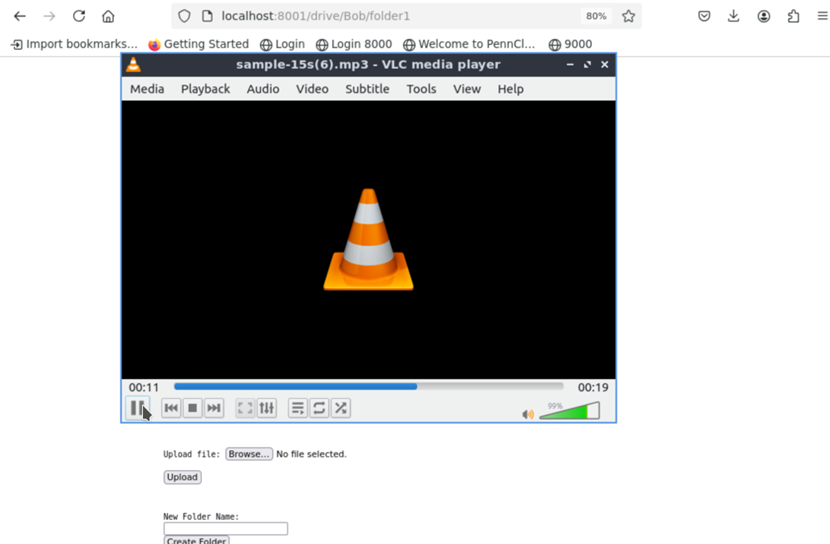 localhost:8001/drive/Bob/folder1
80%
Import bookmarks... Getting Started Login Login 8000 Welcome to PennCl... 9000
sample-15s(6).mp3 - VLC media player
Media Playback Audio Video Subtitle Tools View Help
00:11 00:19
99%
Upload file: Browse... No file selected.
Upload
New Folder Name:
Create Folder